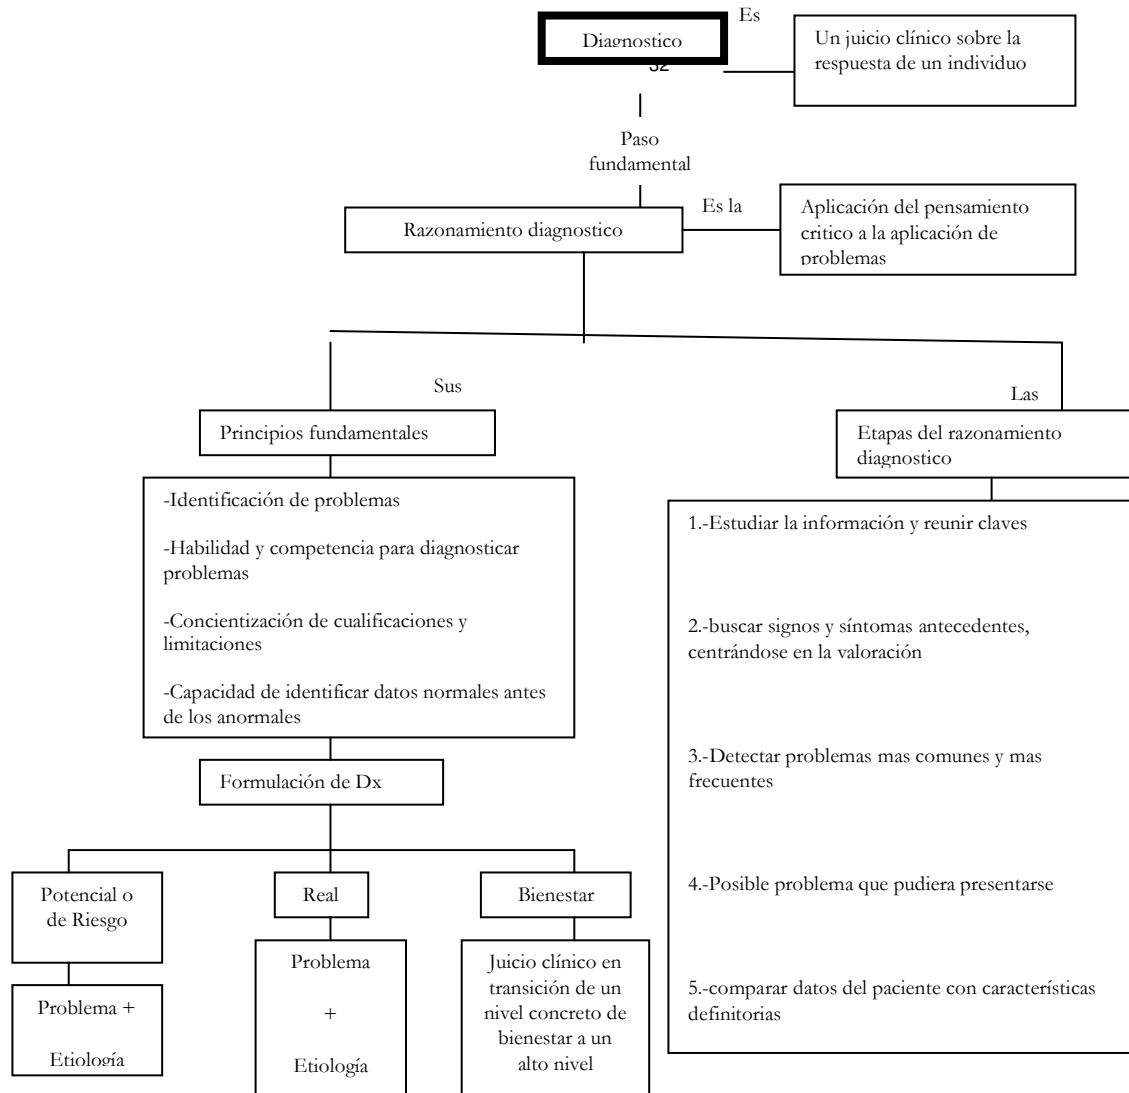 Es
Diagnostico
Un juicio clínico sobre la
respuesta de un individuo
32
Paso
fundamental
Razonamiento diagnostico
Es la
Aplicación del pensamiento
critico a la aplicación de
problemas
Sus
Las
Principios fundamentales
Etapas del razonamiento
diagnostico
-Identificación de problemas
-Habilidad y competencia para diagnosticar
problemas
-Concientización de cualificaciones y
limitaciones
-Capacidad de identificar datos normales antes
de los anormales
1.-Estudiar la información y reunir claves
2.-buscar signos y síntomas antecedentes,
centrándose en la valoración
3.-Detectar problemas mas comunes y mas
frecuentes
4.-Posible problema que pudiera presentarse
5.-comparar datos del paciente con características
definitorias
Formulación de Dx
Potencial o
de Riesgo
Real
Bienestar
Problema +
Etiología
Problema
+
Etiología
Juicio clínico en
transición de un
nivel concreto de
bienestar a un
alto nivel